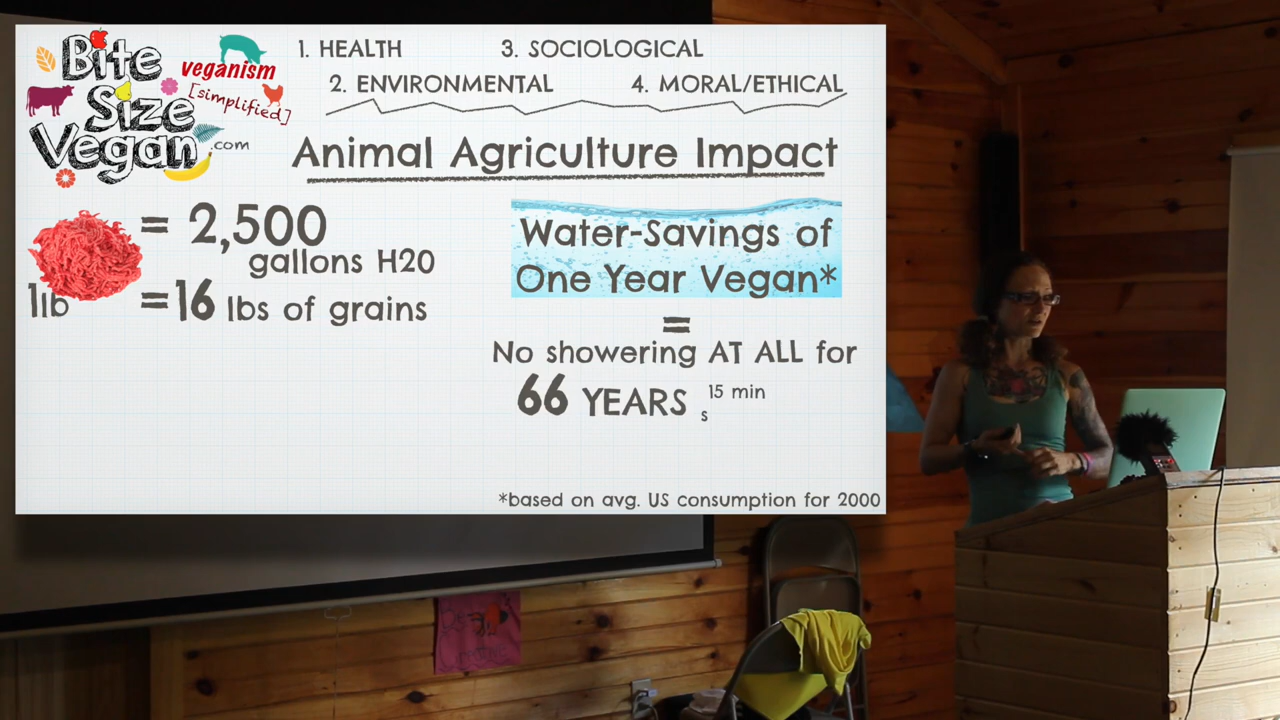 Bite
Size
Vegan
.com
veganism
[simplified]
1. HEALTH
3. SOCIOLOGICAL
2. ENVIRONMENTAL
4. MORAL/ETHICAL
Animal Agriculture Impact
= 2,500
gallons H20
1lb
=16 lbs of grains
Water-Savings of
One Year Vegan*
=
No showering AT ALL for
66 YEARS
15 min
s
*based on avg. US consumption for 2000